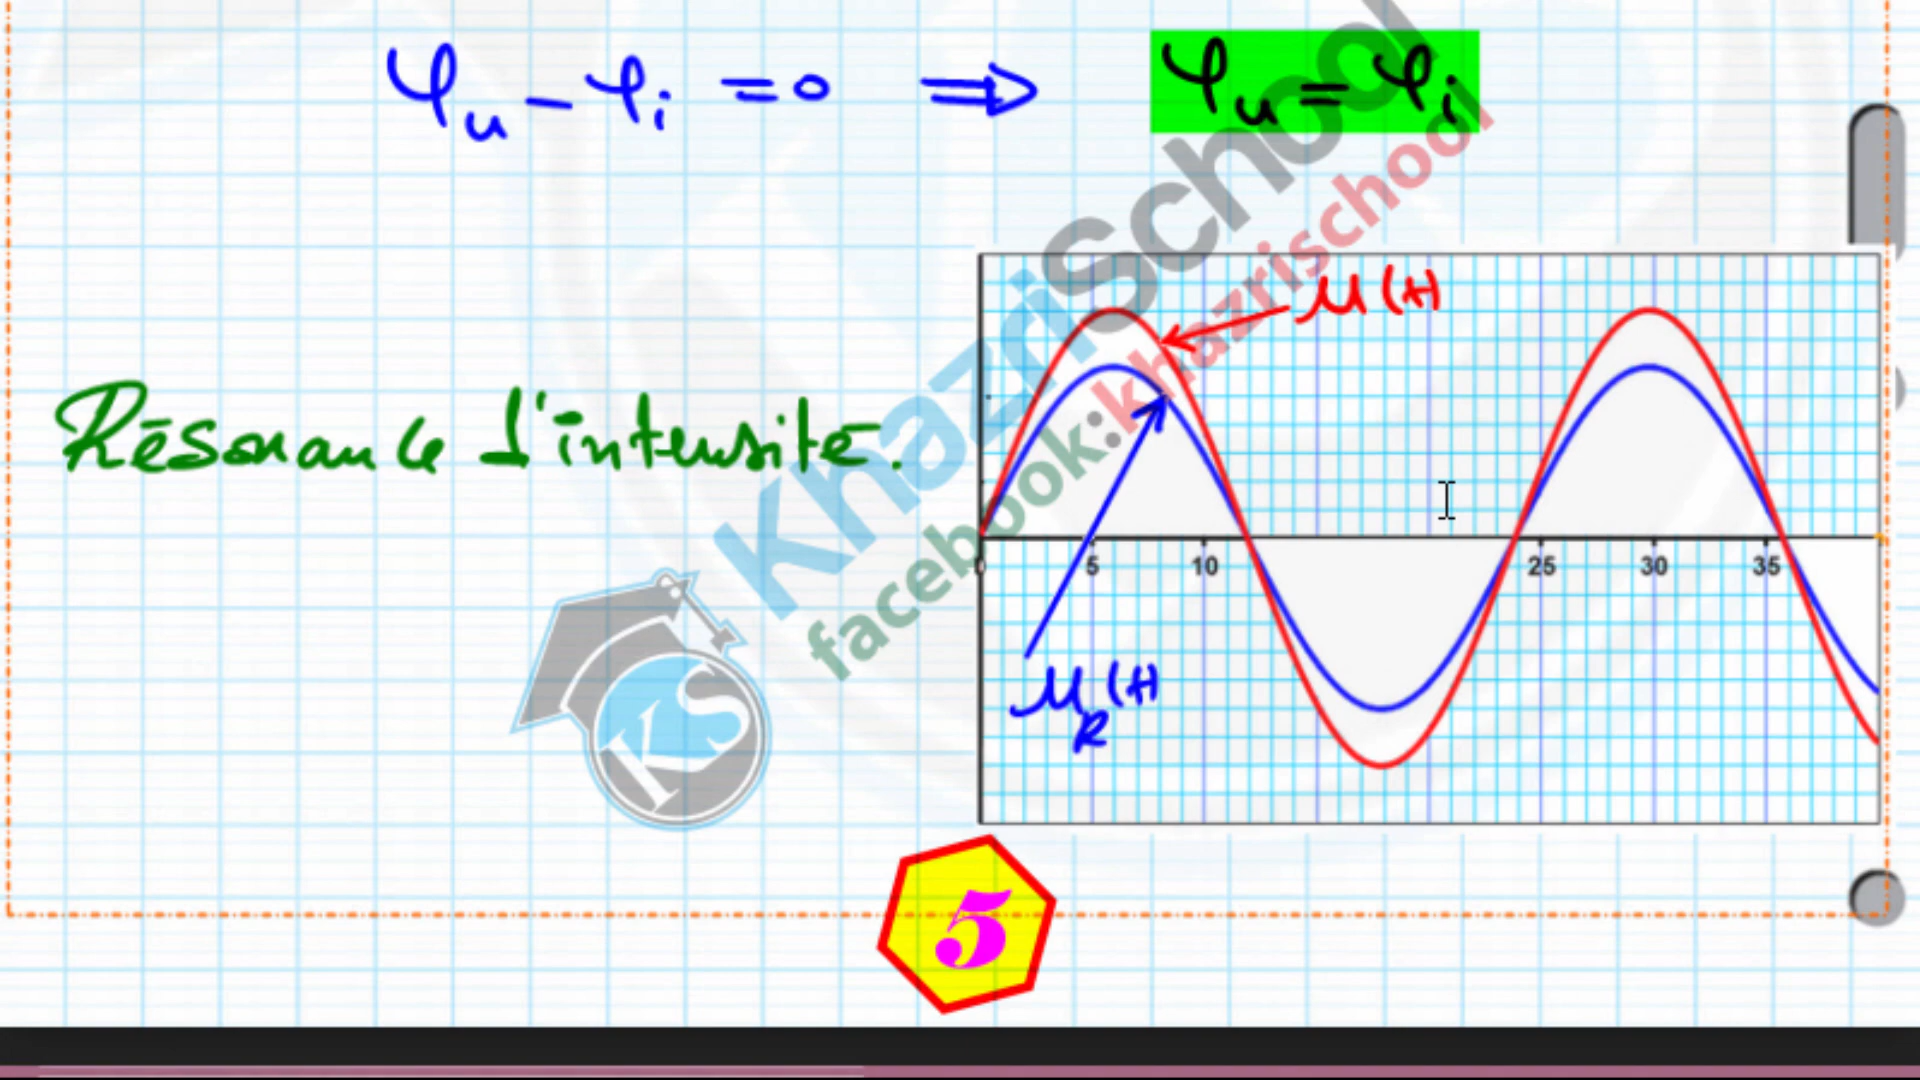 φu - φi = 0 ⇒ φu = φi
KhazriSchool
facebook:khazrischool
u(t)
Résonance d'intensité.
0 5 10 25 30 35
uR(t)
KS
5